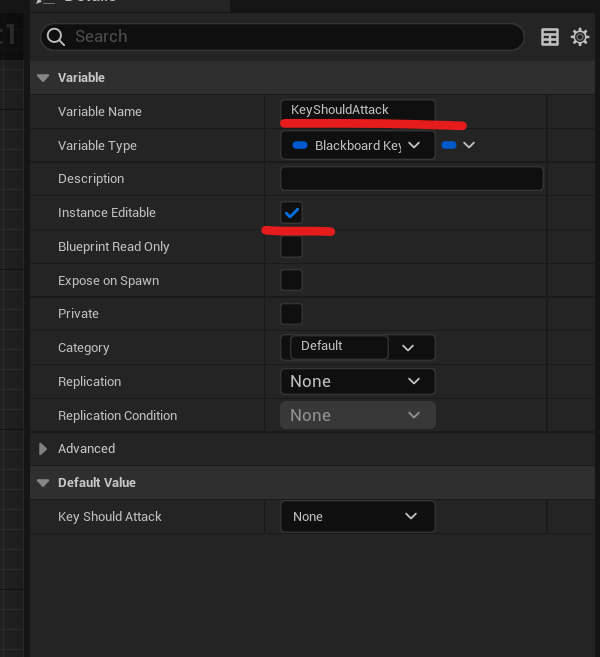 Search
Variable
Variable Name KeyShouldAttack
Variable Type Blackboard Key
Description
Instance Editable
Blueprint Read Only
Expose on Spawn
Private
Category Default
Replication None
Replication Condition None
Advanced
Default Value
Key Should Attack None